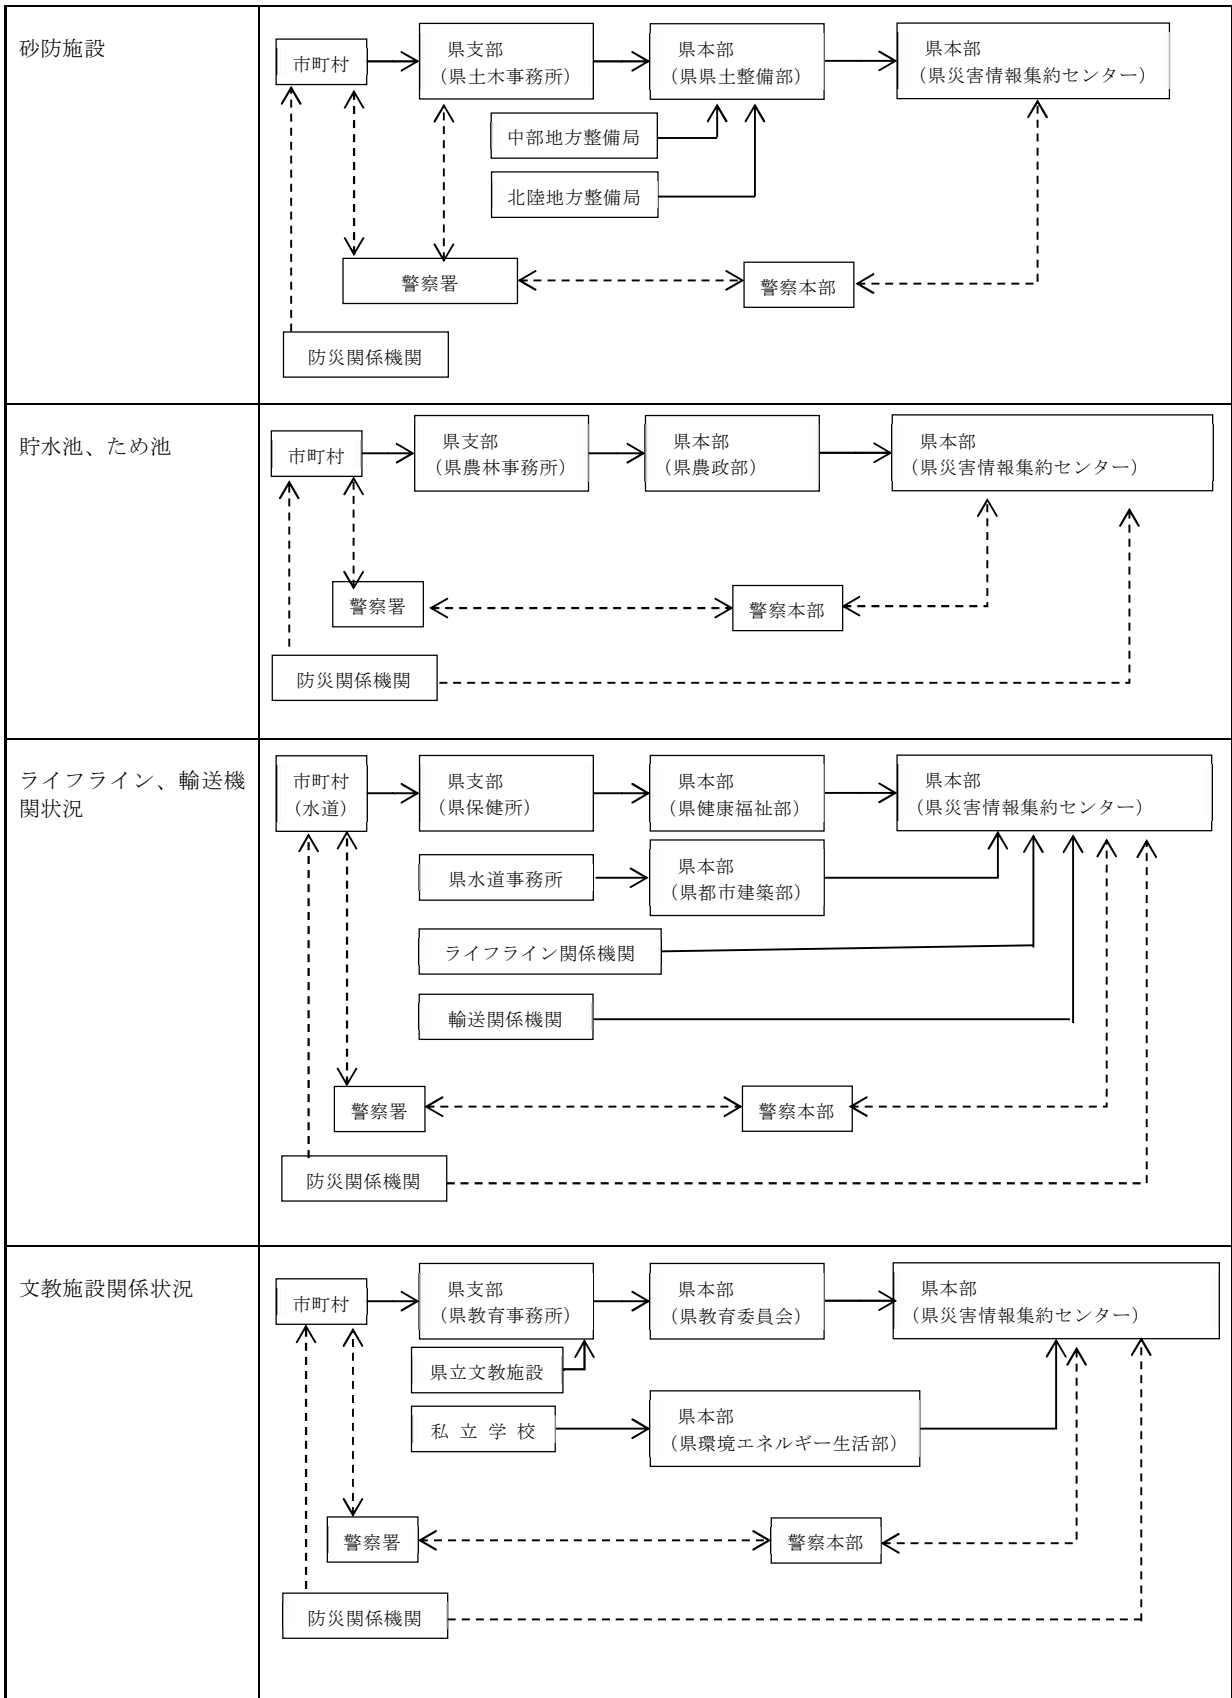 砂防施設
市町村
県支部
（県土木事務所）
県本部
（県県土整備部）
県本部
（県災害情報集約センター）
中部地方整備局
北陸地方整備局
警察署
警察本部
防災関係機関
貯水池、ため池
市町村
県支部
（県農林事務所）
県本部
（県農政部）
県本部
（県災害情報集約センター）
警察署
警察本部
防災関係機関
ライフライン、輸送機
関状況
市町村
（水道）
県支部
（県保健所）
県本部
（県健康福祉部）
県本部
（県災害情報集約センター）
県水道事務所
県本部
（県都市建築部）
ライフライン関係機関
輸送関係機関
警察署
警察本部
防災関係機関
文教施設関係状況
市町村
県支部
（県教育事務所）
県本部
（県教育委員会）
県本部
（県災害情報集約センター）
県立文教施設
私 立 学 校
県本部
（県環境エネルギー生活部）
警察署
警察本部
防災関係機関